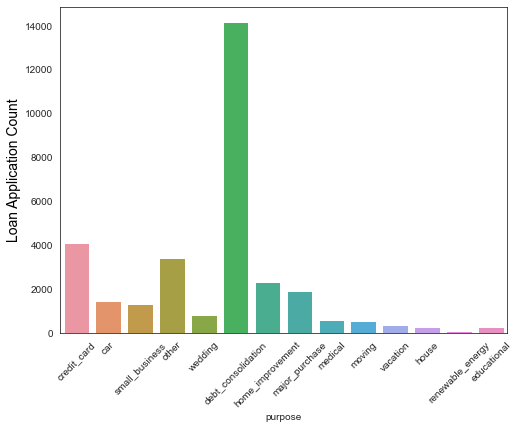 Loan Application Count
14000
12000
10000
8000
6000
4000
2000
0
credit_card
car
small_business
other
wedding
debt_consolidation
home_improvement
major_purchase
medical
moving
vacation
house
renewable_energy
educational
purpose